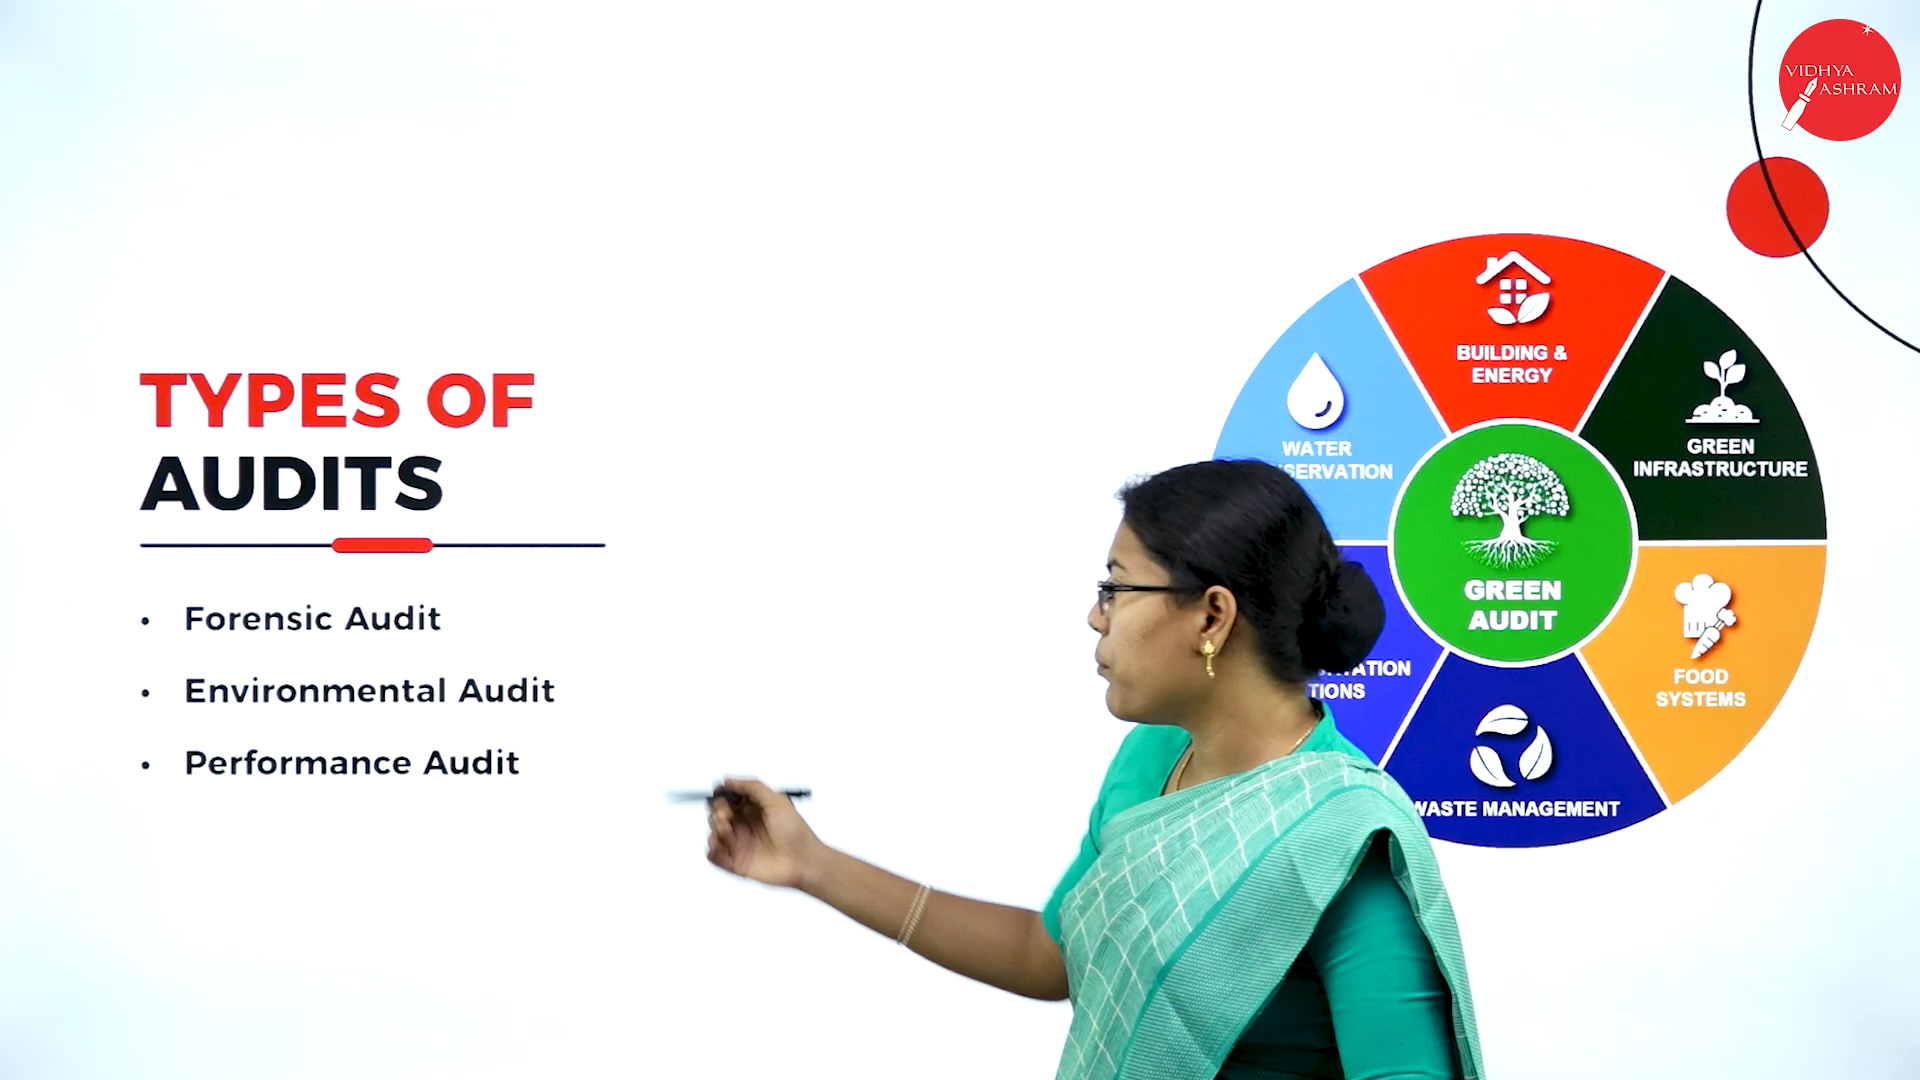 VIDHYA
ASHRAM
TYPES OF
AUDITS
• Forensic Audit
• Environmental Audit
• Performance Audit
BUILDING &
ENERGY
GREEN
INFRASTRUCTURE
FOOD
SYSTEMS
WASTE MANAGEMENT
WATER
GREEN
AUDIT